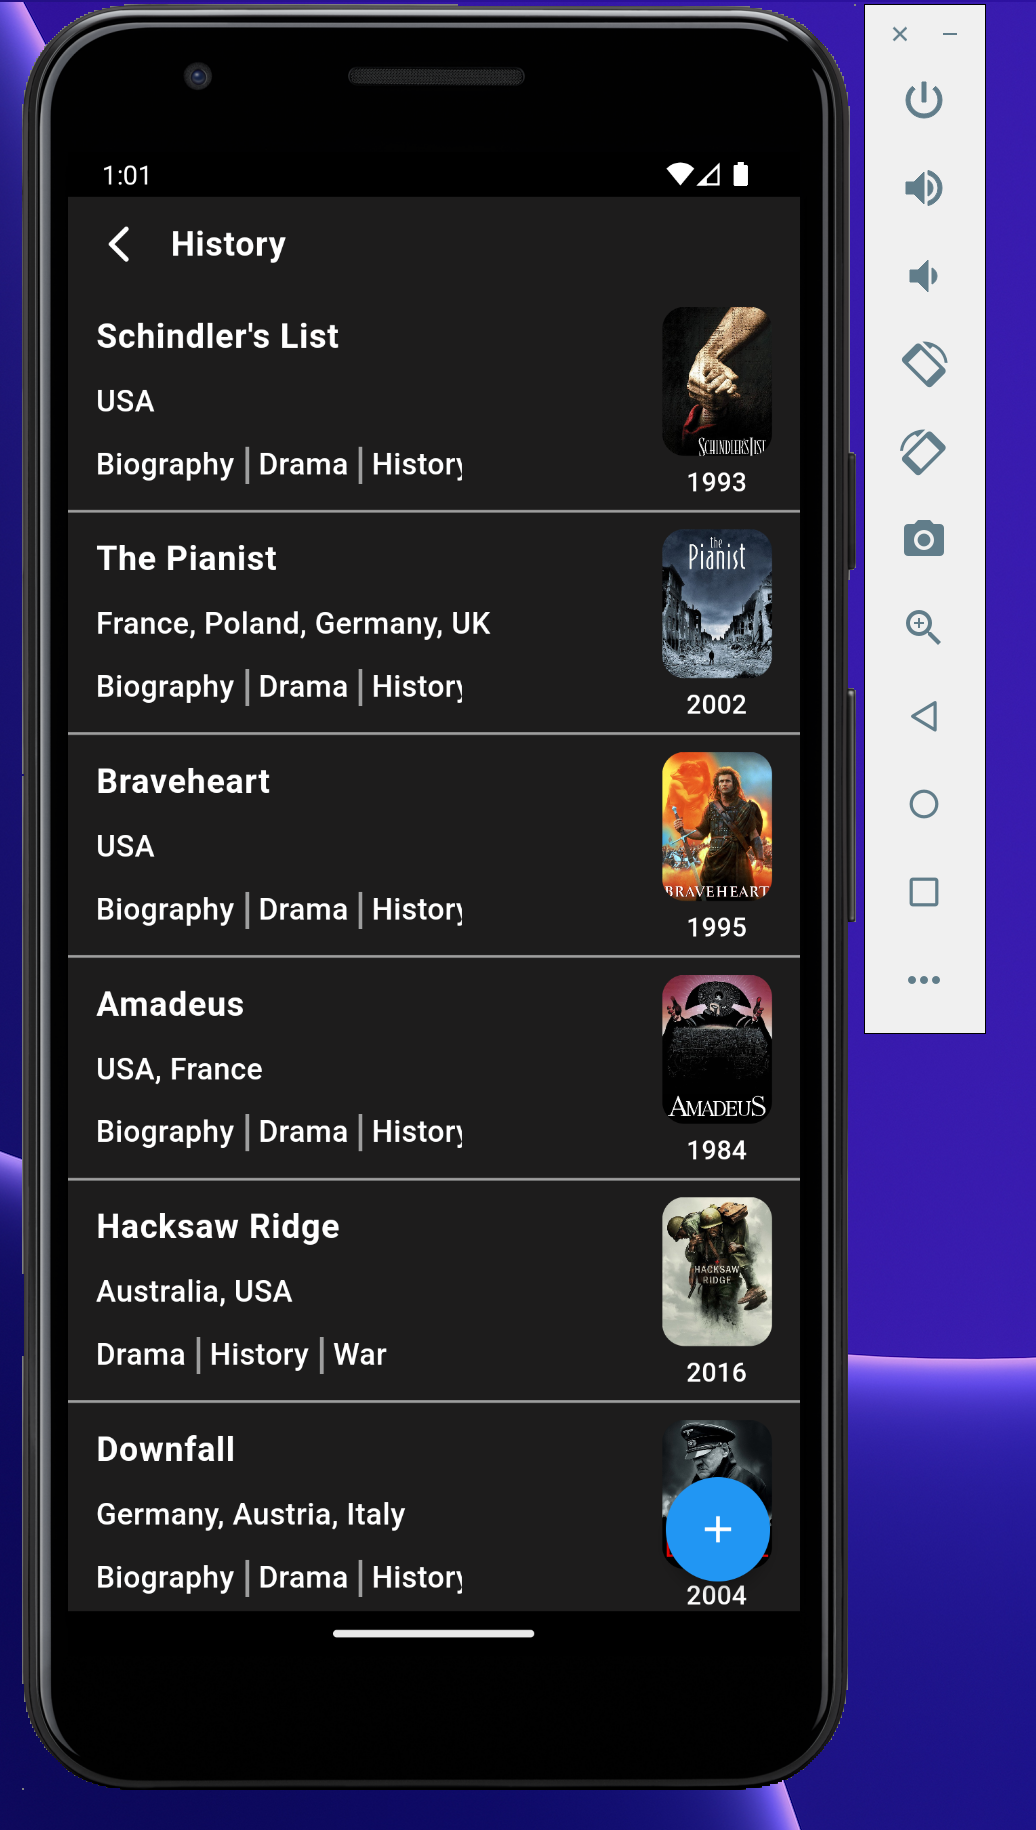 1:01
History
Schindler's List
USA
Biography | Drama | History
SCHINDLER'S LIST
1993
The Pianist
France, Poland, Germany, UK
Biography | Drama | History
the
Pianist
2002
Braveheart
USA
Biography | Drama | History
BRAVEHEART
1995
Amadeus
USA, France
Biography | Drama | History
AMADEUS
1984
Hacksaw Ridge
Australia, USA
Drama | History | War
HACKSAW
RIDGE
2016
Downfall
Germany, Austria, Italy
Biography | Drama | History
2004